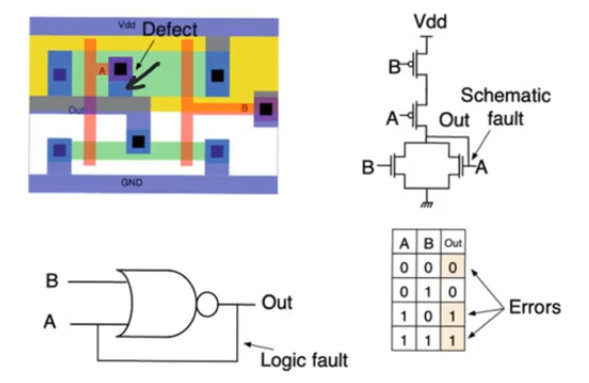 Vdd
Defect
A
Out
B
GND
Vdd
B
A
Out
Schematic
fault
B
A
B
A
Out
Logic fault
A B Out
0 0 0
0 1 0
1 0 1
1 1 1
Errors